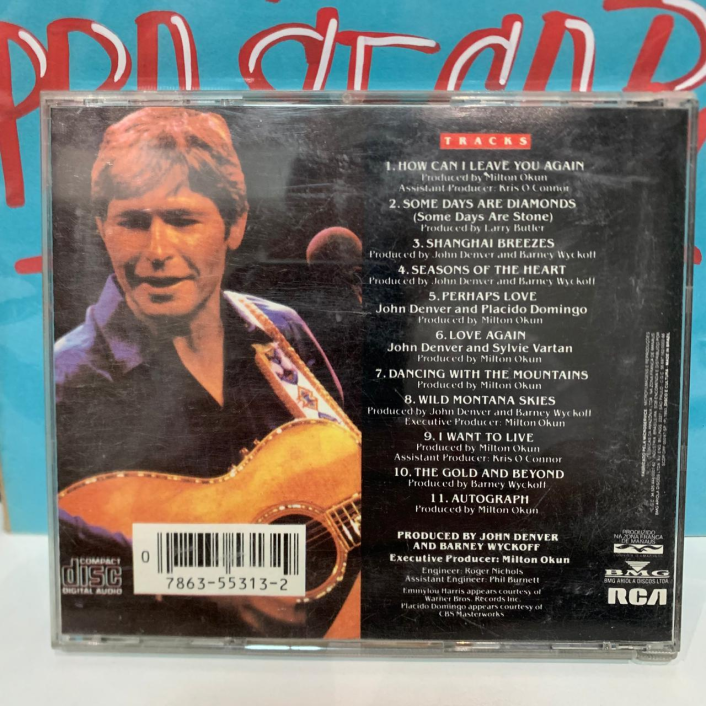 TRACKS
1. HOW CAN I LEAVE YOU AGAIN
Produced by Milton Okun
Assistant Producer: Kris O Connor
2. SOME DAYS ARE DIAMONDS
(Some Days Are Stone)
Produced by Larry Butler
3. SHANGHAI BREEZES
Produced by John Denver and Barney Wyckoff
4. SEASONS OF THE HEART
Produced by John Denver and Barney Wyckoff
5. PERHAPS LOVE
John Denver and Placido Domingo
Produced by Milton Okun
6. LOVE AGAIN
John Denver and Sylvie Vartan
Produced by Milton Okun
7. DANCING WITH THE MOUNTAINS
Produced by Milton Okun
8. WILD MONTANA SKIES
Produced by John Denver and Barney Wyckoff
Executive Producer: Milton Okun
9. I WANT TO LIVE
Produced by Milton Okun
Assistant Producer: Kris O Connor
10. THE GOLD AND BEYOND
Produced by Barney Wyckoff
11. AUTOGRAPH
Produced by Milton Okun
PRODUCED BY JOHN DENVER
AND BARNEY WYCKOFF
Executive Producer: Milton Okun
Engineer: Roger Nichols
Assistant Engineer: Phil Burnett
Emmylou Harris appears courtesy of
Warner Bros. Records Inc.
Placido Domingo appears courtesy of
CBS Masterworks
COMPACT
disc
DIGITAL AUDIO
0
7863-55313-2
PRODUZIDO
NA ZONA FRANCA
DE MANAUS
BMG
BMG ARIOLA DISCOS LTDA.
RCA